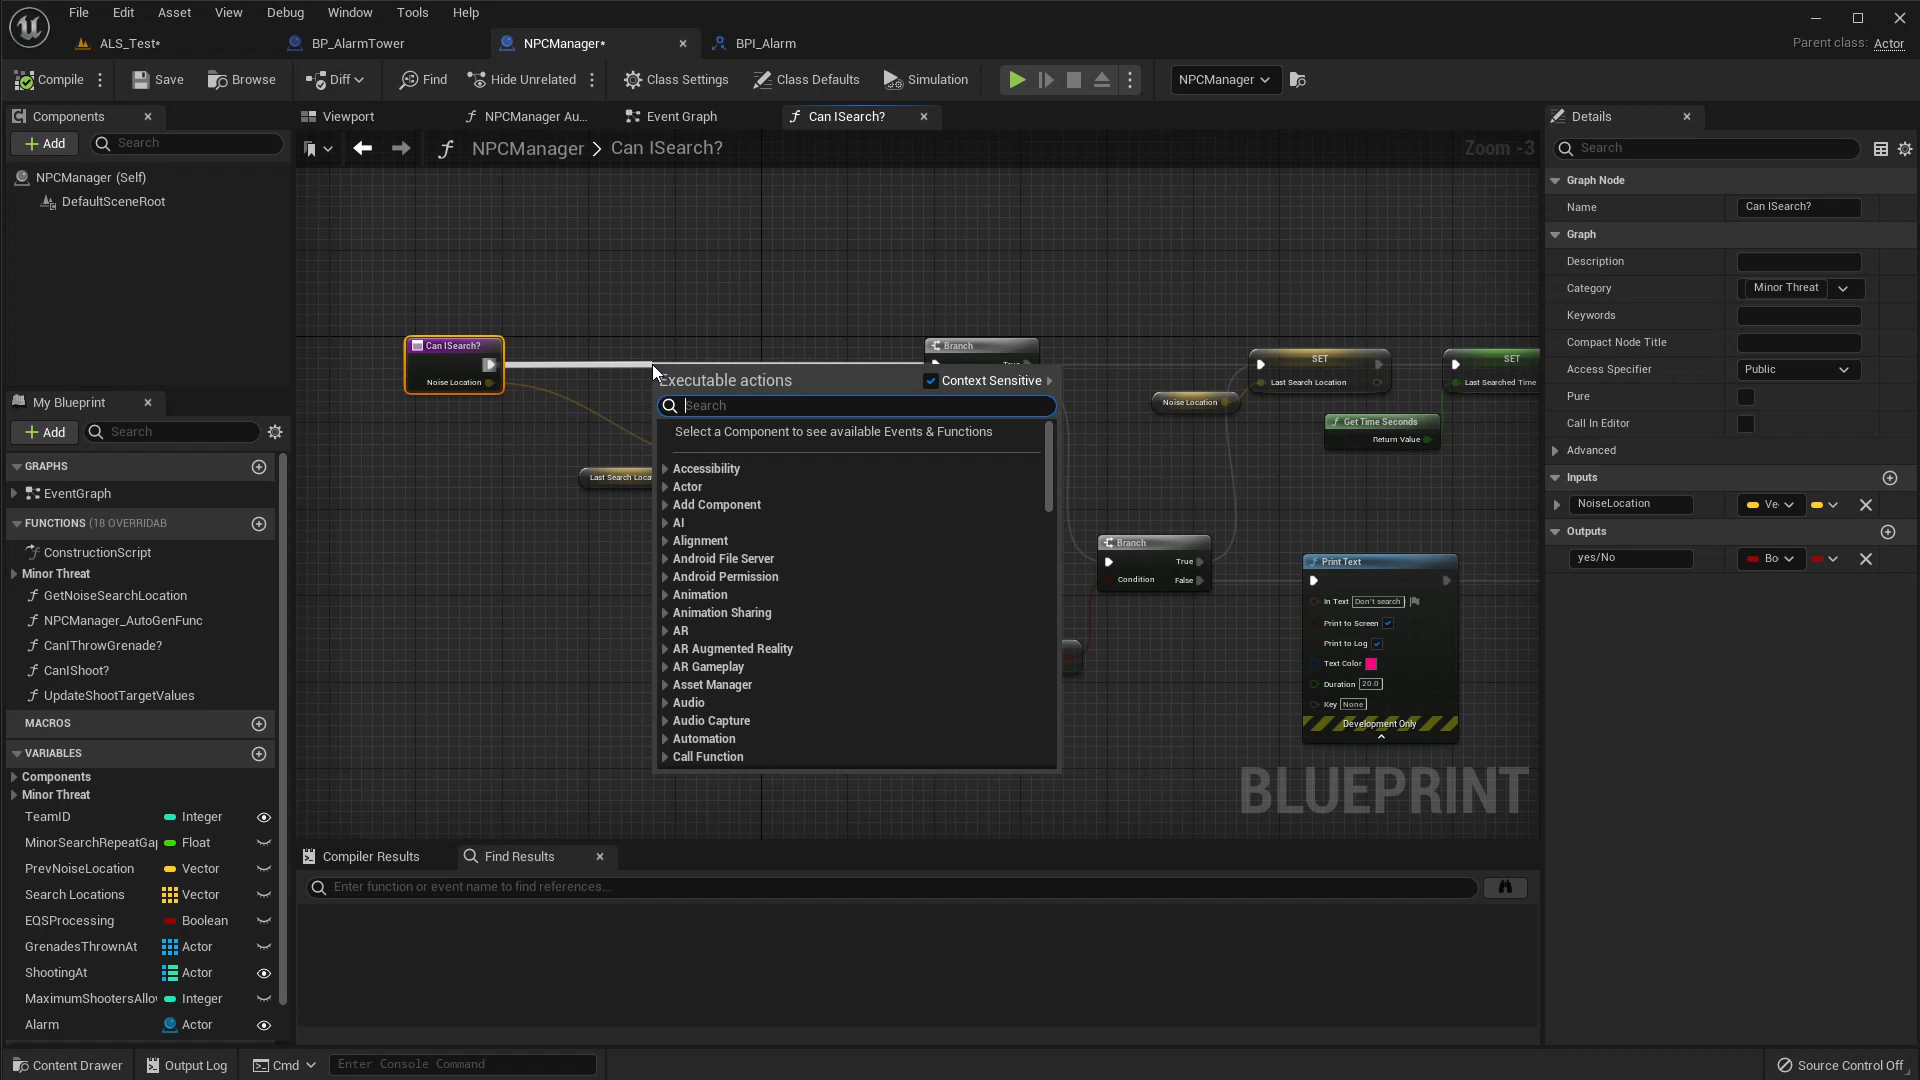 File Edit Asset View Debug Window Tools Help
ALS_Test* BP_AlarmTower NPCManager* BPI_Alarm
Parent class: Actor
Compile Save Browse Diff Find Hide Unrelated Class Settings Class Defaults Simulation NPCManager
Components
Add Search
NPCManager (Self)
DefaultSceneRoot
My Blueprint
Add Search
GRAPHS
EventGraph
FUNCTIONS (18 OVERRIDAB
ConstructionScript
Minor Threat
GetNoiseSearchLocation
NPCManager_AutoGenFunc
CanIThrowGrenade?
CanIShoot?
UpdateShootTargetValues
MACROS
VARIABLES
Components
Minor Threat
TeamID Integer
MinorSearchRepeatGap Float
PrevNoiseLocation Vector
Search Locations Vector
EQSProcessing Boolean
GrenadesThrownAt Actor
ShootingAt Actor
MaximumShootersAllo Integer
Alarm Actor
Viewport NPCManager Au... Event Graph Can ISearch?
NPCManager > Can ISearch?
Zoom -3
Can ISearch?
Noise Location
Last Search Loca
Branch
True
Executable actions Context Sensitive
Search
Select a Component to see available Events & Functions
Accessibility
Actor
Add Component
AI
Alignment
Android File Server
Android Permission
Animation
Animation Sharing
AR
AR Augmented Reality
AR Gameplay
Asset Manager
Audio
Audio Capture
Automation
Call Function
Noise Location
SET
Last Search Location
SET
Last Searched Time
Get Time Seconds
Return Value
Branch
True
Condition False
Print Text
In Text Don't search
Print to Screen
Print to Log
Text Color
Duration 20.0
Key None
Development Only
BLUEPRINT
Compiler Results Find Results
Enter function or event name to find references...
Details
Search
Graph Node
Name Can ISearch?
Graph
Description
Category Minor Threat
Keywords
Compact Node Title
Access Specifier Public
Pure
Call In Editor
Advanced
Inputs
NoiseLocation Ve
Outputs
yes/No Bo
Content Drawer Output Log Cmd Enter Console Command Source Control Off